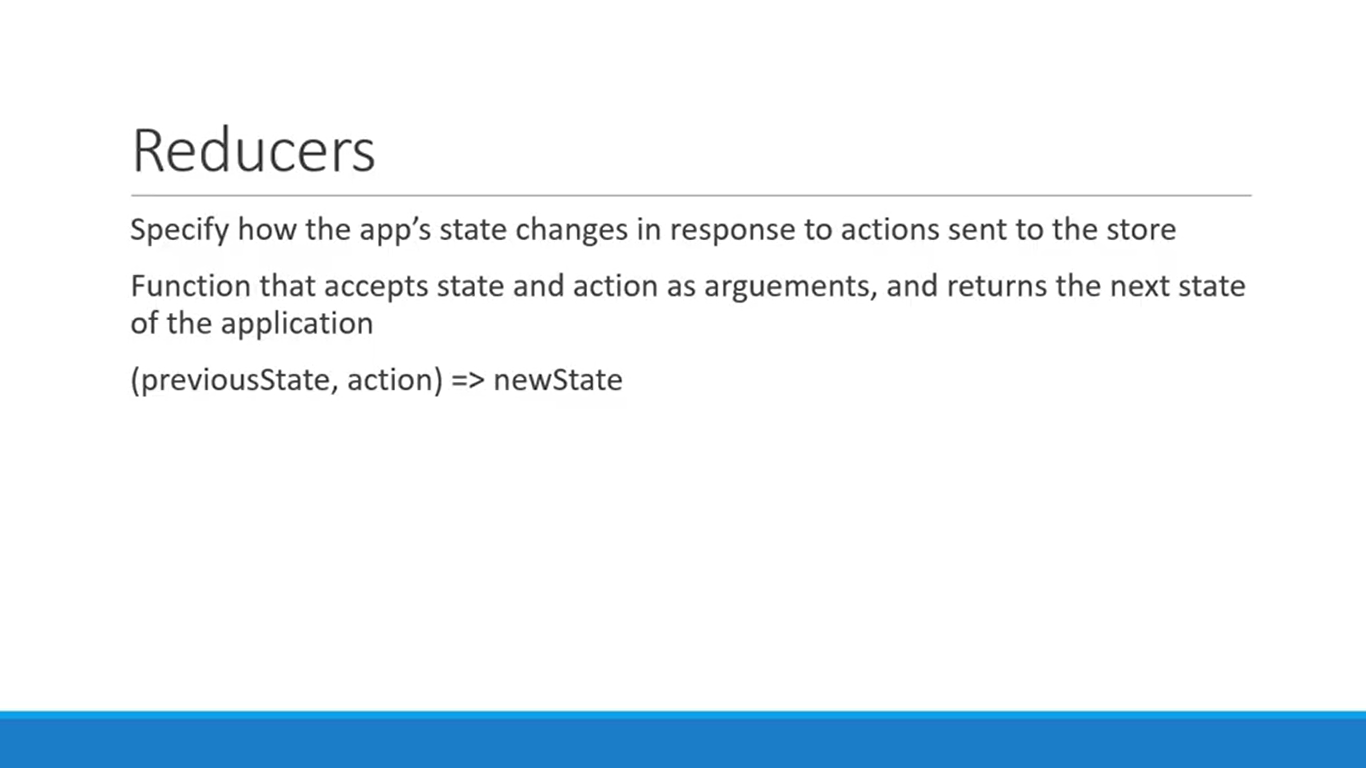 Reducers
Specify how the app’s state changes in response to actions sent to the store
Function that accepts state and action as arguements, and returns the next state
of the application
(previousState, action) => newState